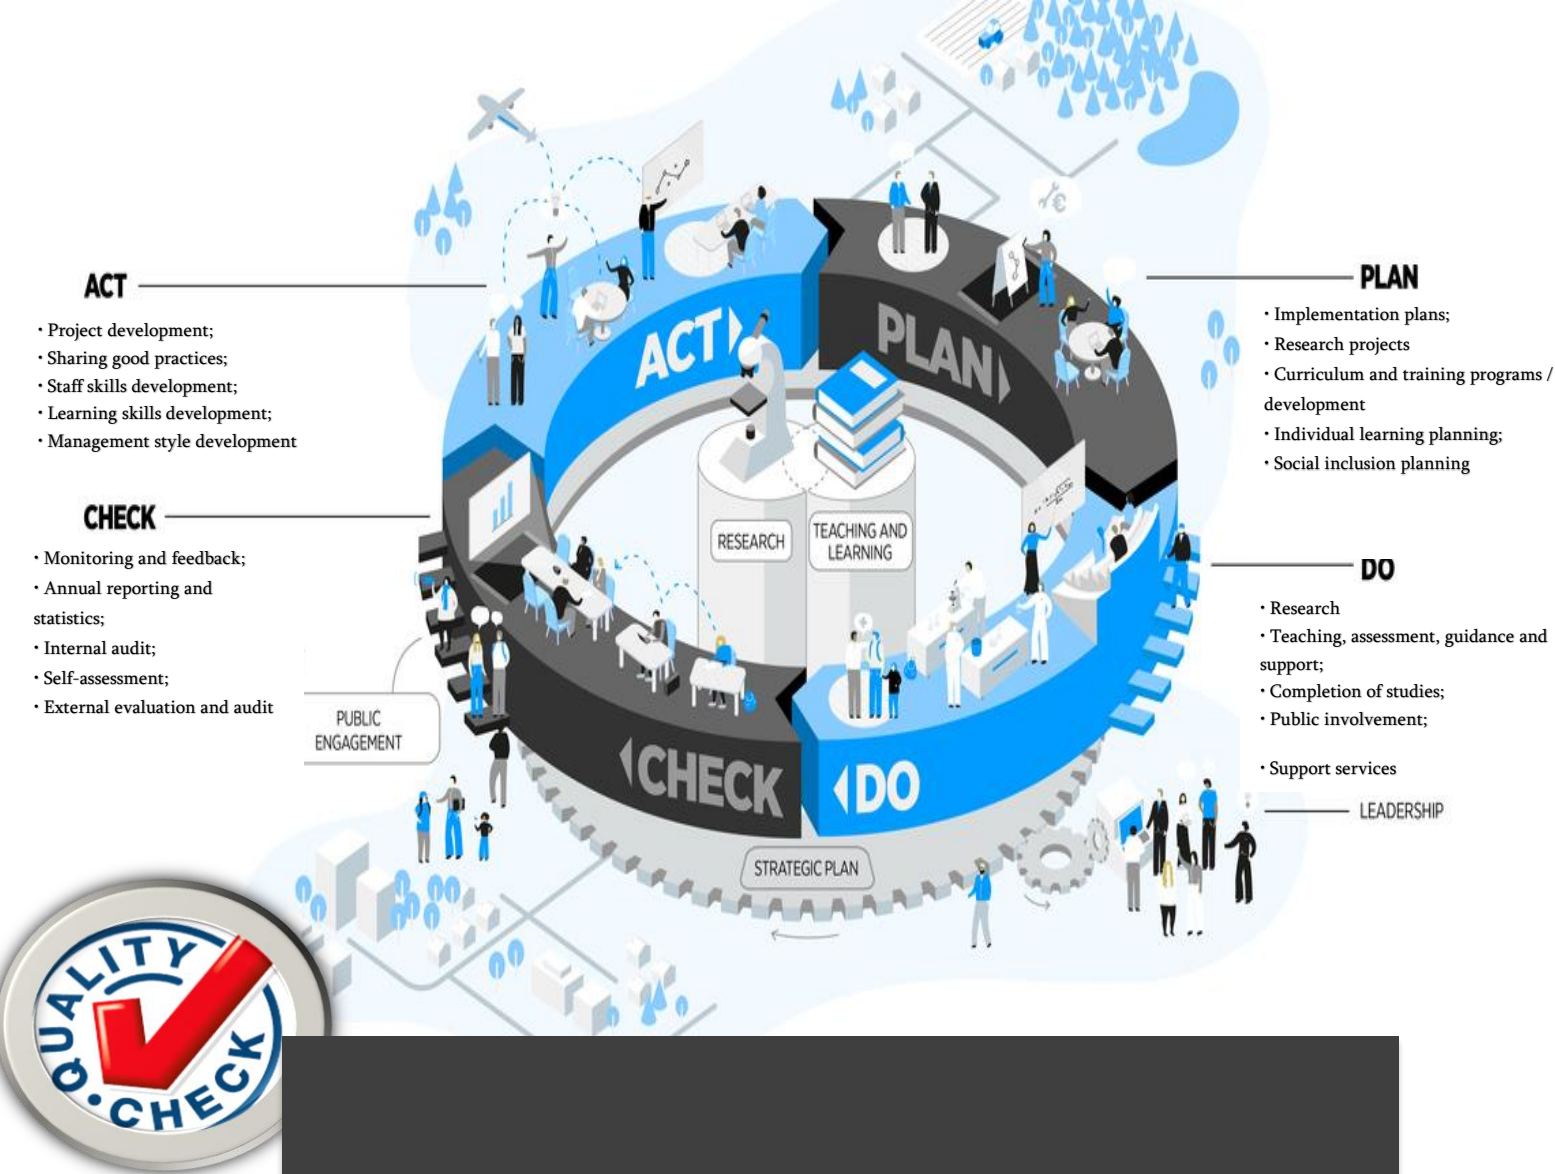 ACT
· Project development;
· Sharing good practices;
· Staff skills development;
· Learning skills development;
· Management style development
CHECK
· Monitoring and feedback;
· Annual reporting and
statistics;
· Internal audit;
· Self-assessment;
· External evaluation and audit
PUBLIC
ENGAGEMENT
ACT
PLAN
RESEARCH
TEACHING AND
LEARNING
CHECK
DO
STRATEGIC PLAN
PLAN
· Implementation plans;
· Research projects
· Curriculum and training programs /
development
· Individual learning planning;
· Social inclusion planning
DO
· Research
· Teaching, assessment, guidance and
support;
· Completion of studies;
· Public involvement;
· Support services
LEADERSHIP
QUALITY
· CHECK